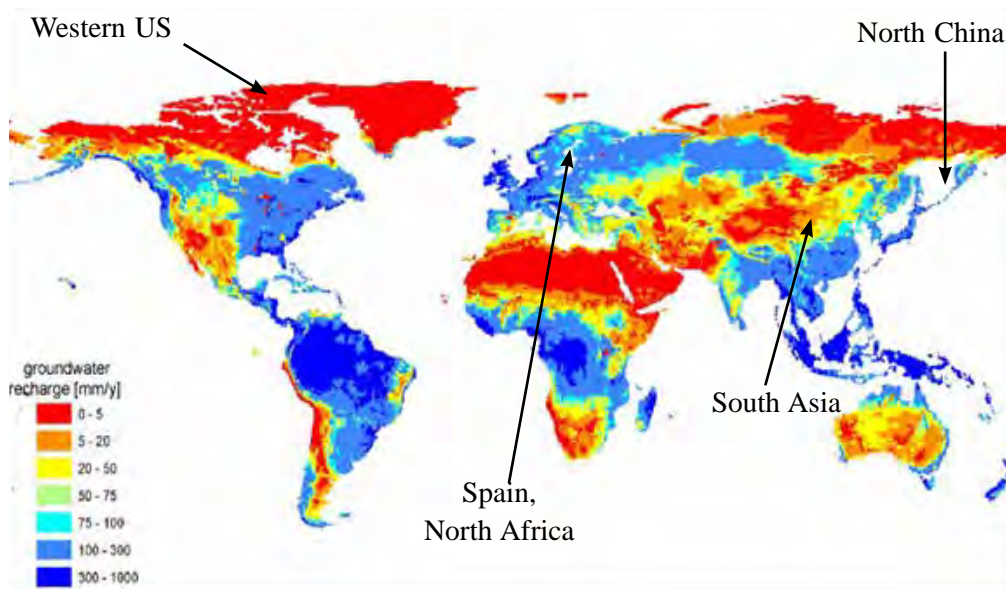 Western US
North China
South Asia
Spain,
North Africa
groundwater
recharge [mm/y]
0 - 5
5 - 20
20 - 50
50 - 75
75 - 100
100 - 300
300 - 1000